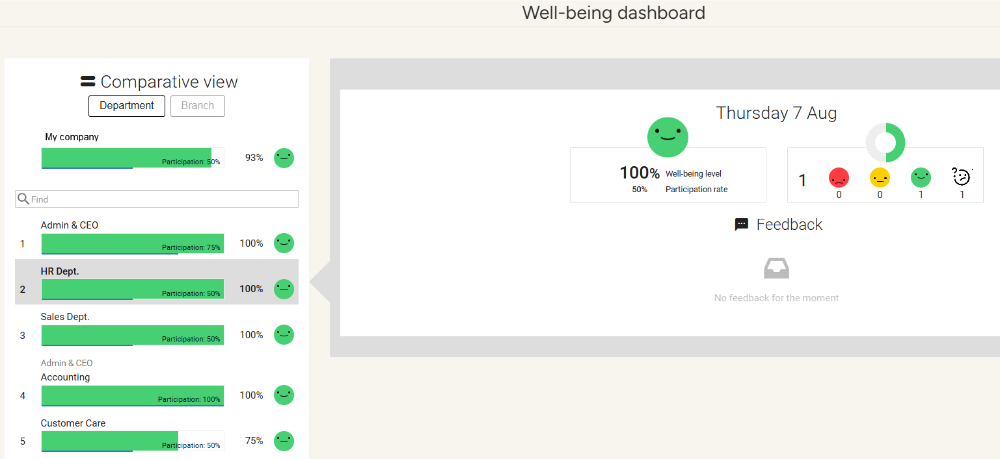 Well-being dashboard
Comparative view
Department Branch
My company
Participation: 50% 93%
Find
Admin & CEO
1 Participation: 75% 100%
HR Dept.
2 Participation: 50% 100%
Sales Dept.
3 Participation: 50% 100%
Admin & CEO
Accounting
4 Participation: 100% 100%
Customer Care
5 Participation: 50% 75%
Thursday 7 Aug
100% Well-being level
50% Participation rate
1
0 0 1 1
Feedback
No feedback for the moment